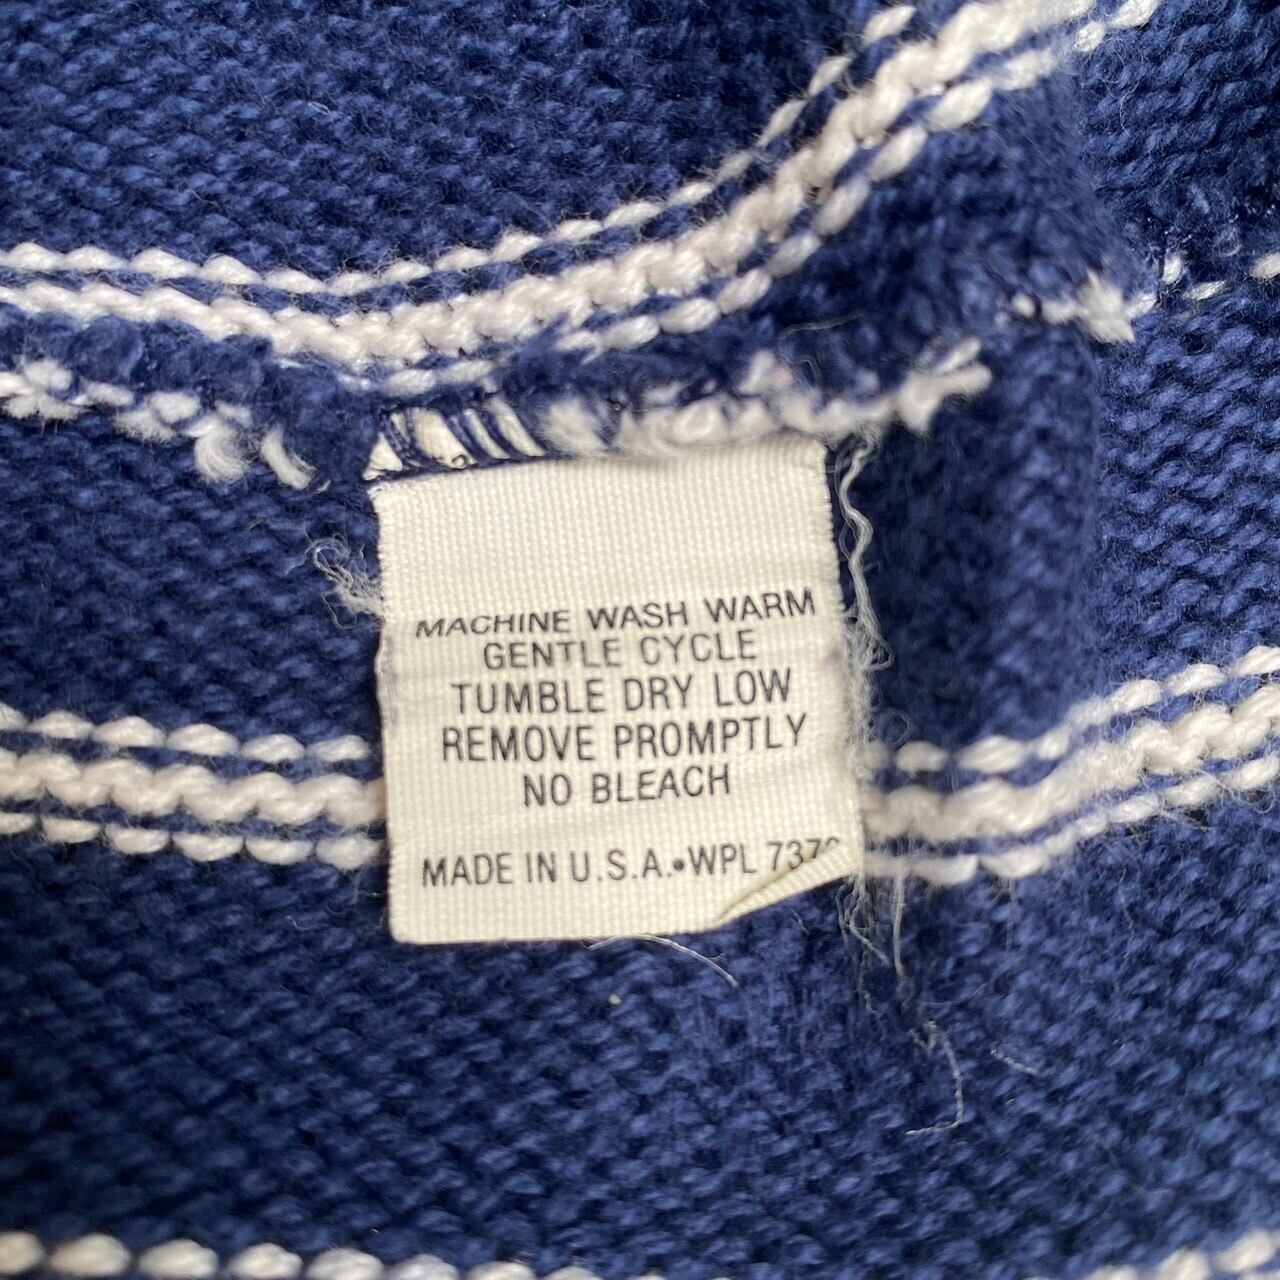 MACHINE WASH WARM
GENTLE CYCLE
TUMBLE DRY LOW
REMOVE PROMPTLY
NO BLEACH
MADE IN U.S.A.•WPL